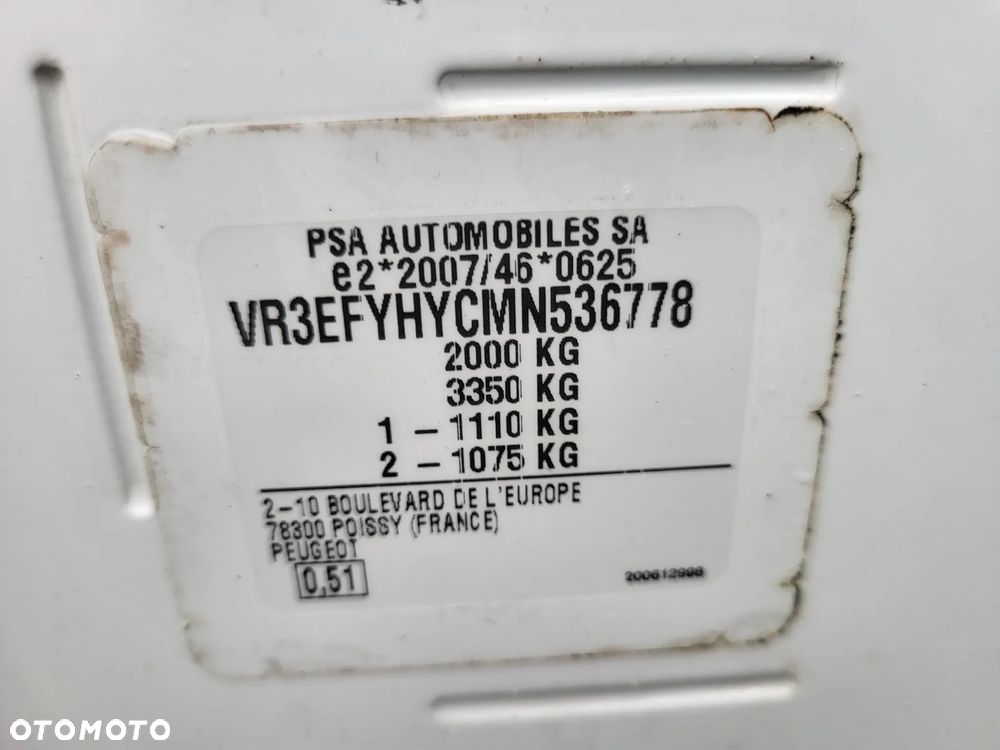 PSA AUTOMOBILES SA
e2*2007/46*0625
VR3EFYHYCMN536778
2000 KG
3350 KG
1 - 1110 KG
2 - 1075 KG
2-10 BOULEVARD DE L'EUROPE
78300 POISSY (FRANCE)
PEUGEOT
0,51
OTOMOTO